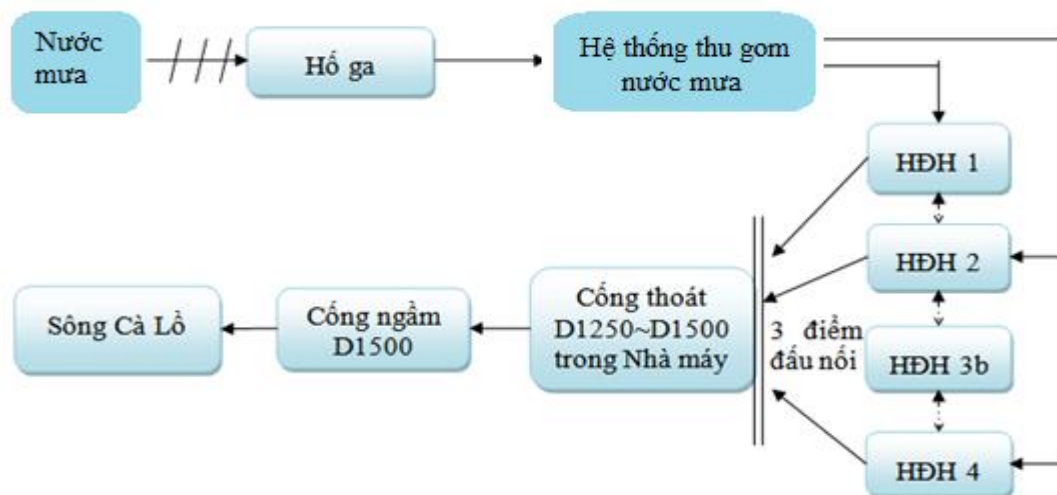 Nước
mưa
Hố ga
Hệ thống thu gom
nước mưa
HĐH 1
HĐH 2
HĐH 3b
HĐH 4
3 điểm
đấu nối
Cống thoát
D1250~D1500
trong Nhà máy
Cống ngầm
D1500
Sông Cà Lồ